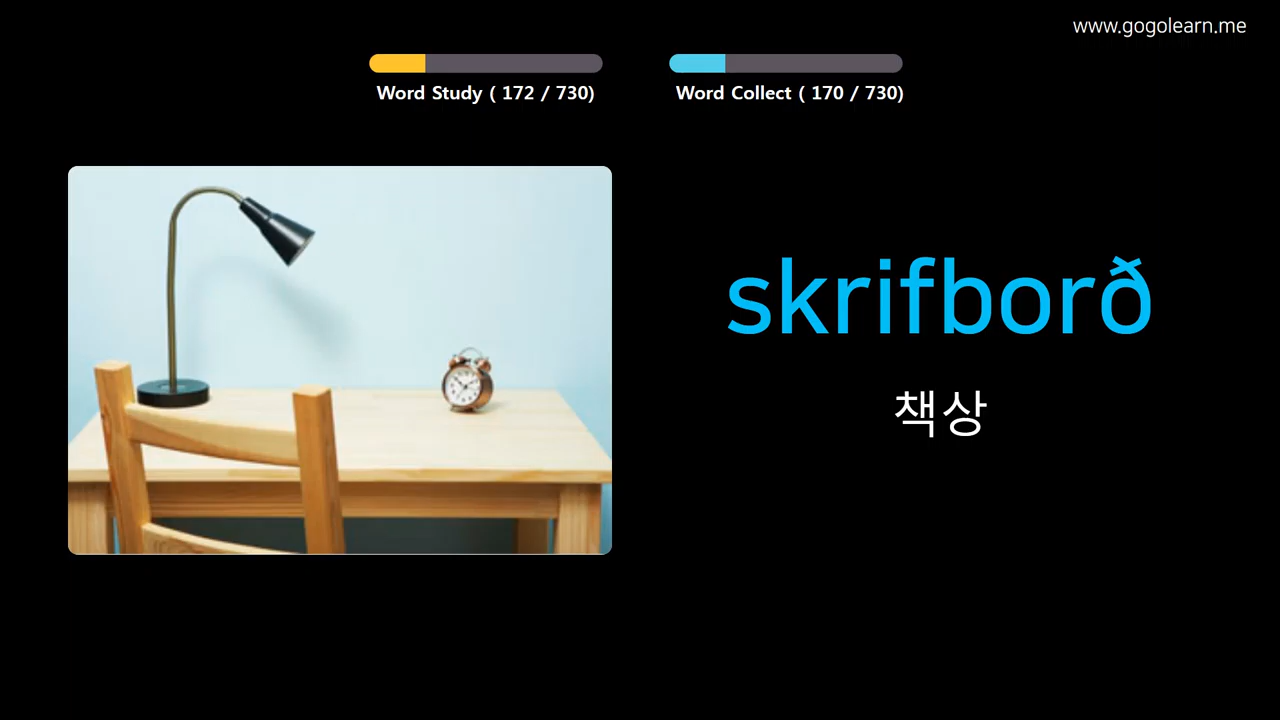 www.gogolearn.me
Word Study ( 172 / 730)
Word Collect ( 170 / 730)
skrifborð
책상